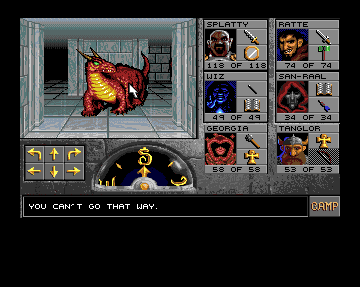 SPLATTY
RATTE
118 OF 118
74 OF 74
WIZ
SAN-RAAL
49 OF 49
34 OF 34
GEORGIA
TANGLOR
58 OF 58
53 OF 53
S
YOU CAN'T GO THAT WAY.
CAMP